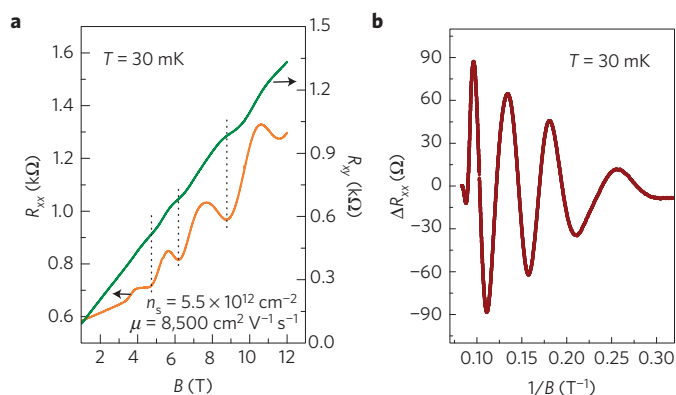 a
T = 30 mK
R_xx (kΩ)
1.6
1.4
1.2
1.0
0.8
0.6
1.5
1.2
0.9
0.6
0.3
0.0
R_xy (kΩ)
n_s = 5.5 × 10^12 cm^−2
μ = 8,500 cm^2 V^−1 s^−1
2 4 6 8 10 12
B (T)
b
T = 30 mK
ΔR_xx (Ω)
90
60
30
0
−30
−60
−90
0.10 0.15 0.20 0.25 0.30
1/B (T^−1)